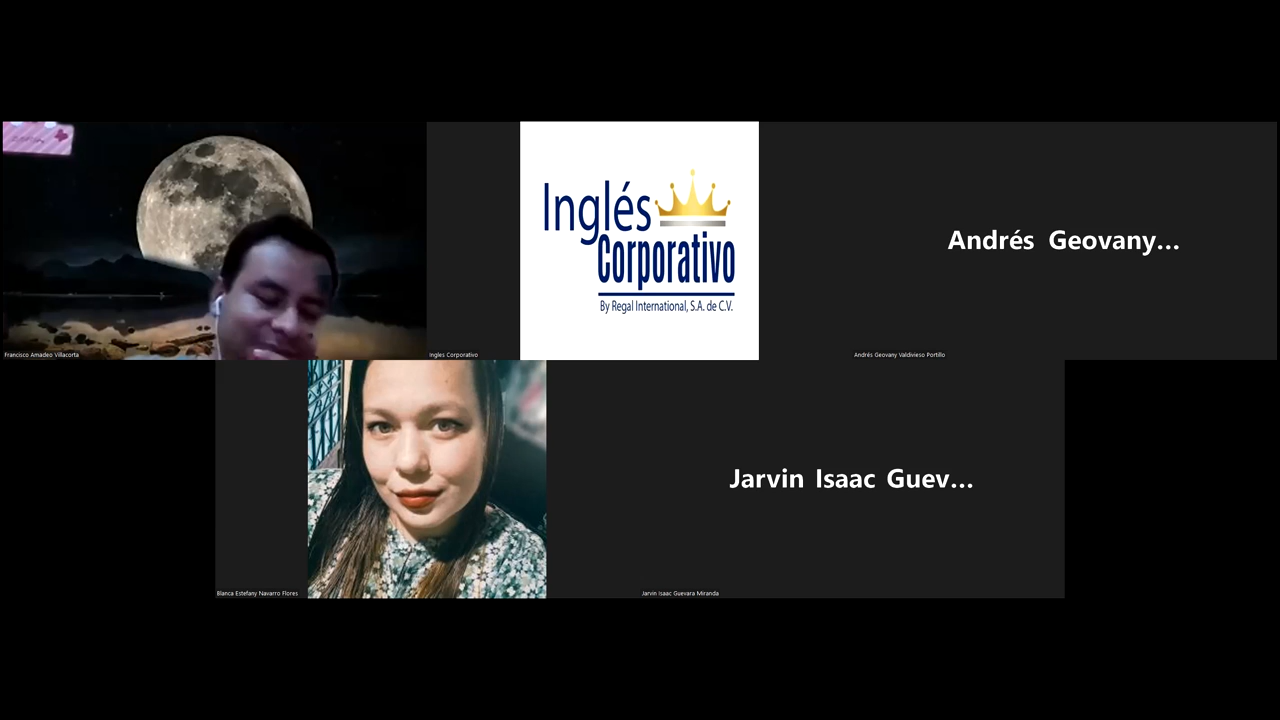 Inglés
Corporativo
By Regal International, S.A. de C.V.
Andrés Geovany...
Francisco Amadeo Villacorta
Ingles Corporativo
Andrés Geovany Valdivieso Portillo
Jarvin Isaac Guev...
Blanca Estefany Navarro Flores
Jarvin Isaac Guevara Miranda